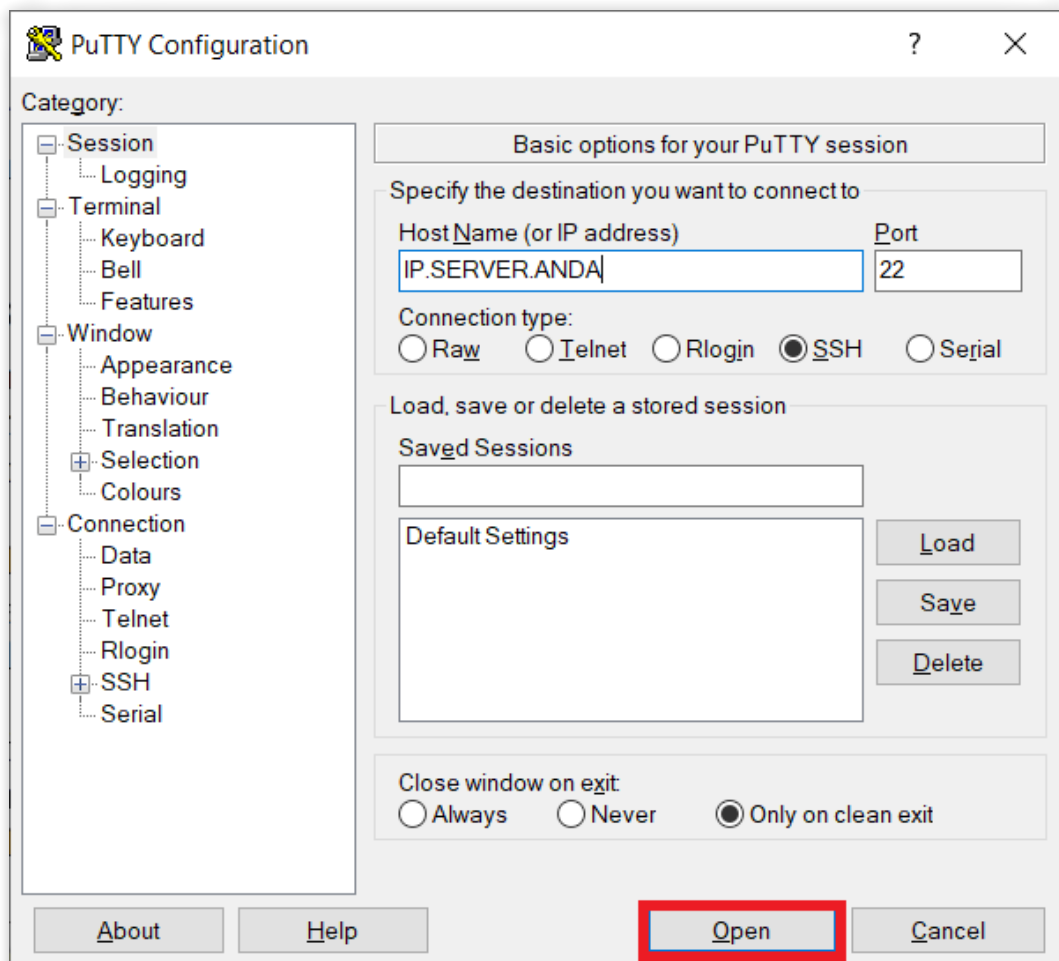 PuTTY Configuration
?
Category:
Session
Logging
Terminal
Keyboard
Bell
Features
Window
Appearance
Behaviour
Translation
Selection
Colours
Connection
Data
Proxy
Telnet
Rlogin
SSH
Serial
Basic options for your PuTTY session
Specify the destination you want to connect to
Host Name (or IP address) Port
IP.SERVER.ANDA 22
Connection type:
Raw Telnet Rlogin SSH Serial
Load, save or delete a stored session
Saved Sessions
Default Settings
Load
Save
Delete
Close window on exit:
Always Never Only on clean exit
About Help Open Cancel